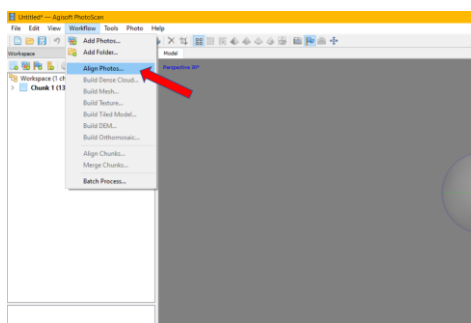 Untitled* — Agisoft PhotoScan
File Edit View Workflow Tools Photo Help
Add Photos...
Add Folder...
Align Photos...
Build Dense Cloud...
Build Mesh...
Build Texture...
Build Tiled Model...
Build DEM...
Build Orthomosaic...
Align Chunks...
Merge Chunks...
Batch Process...
Workspace
Workspace (1 ch
Chunk 1 (13
Model
Perspective 30°